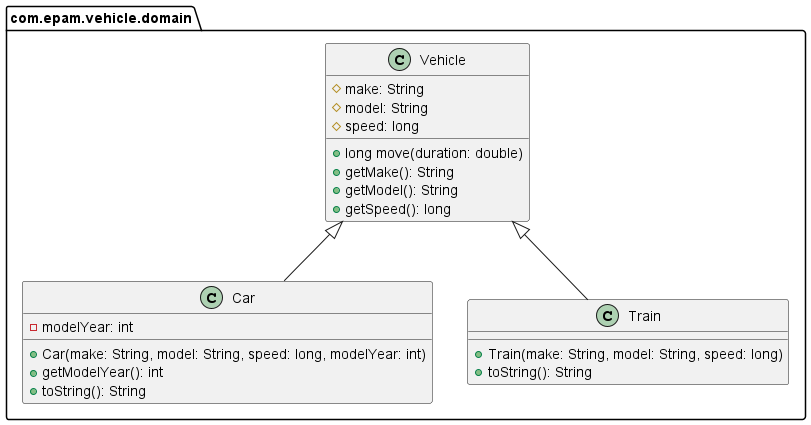 com.epam.vehicle.domain
C Vehicle
make: String
model: String
speed: long
long move(duration: double)
getMake(): String
getModel(): String
getSpeed(): long
C Car
modelYear: int
Car(make: String, model: String, speed: long, modelYear: int)
getModelYear(): int
toString(): String
C Train
Train(make: String, model: String, speed: long)
toString(): String